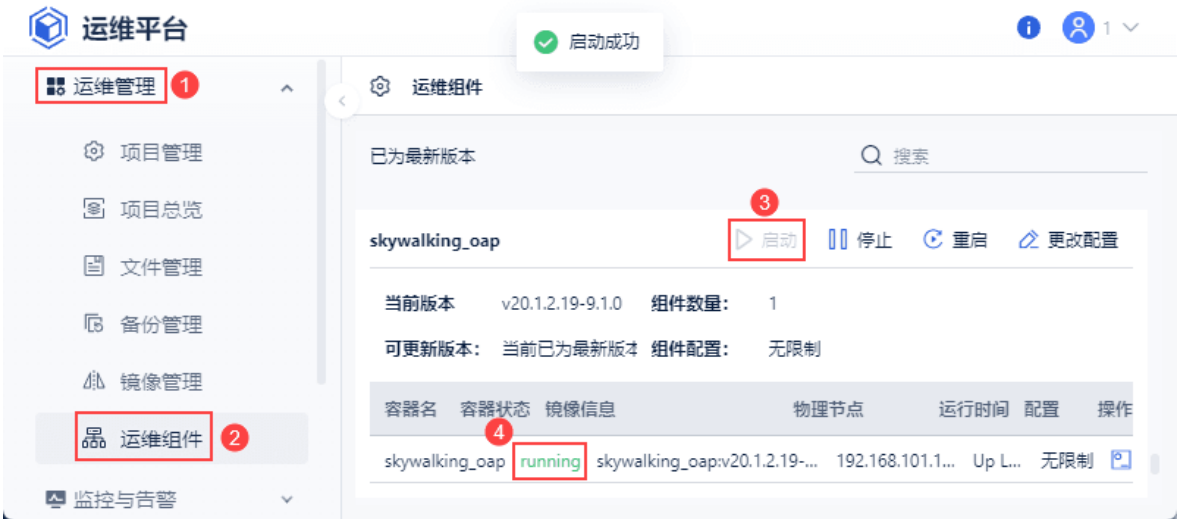 运维平台
启动成功
1
运维管理 1
运维组件
项目管理
项目总览
文件管理
备份管理
镜像管理
运维组件 2
监控与告警
已为最新版本
搜索
3
skywalking_oap 启动 停止 重启 更改配置
当前版本 v20.1.2.19-9.1.0 组件数量： 1
可更新版本： 当前已为最新版本 组件配置： 无限制
容器名 容器状态 镜像信息 物理节点 运行时间 配置 操作
4
skywalking_oap running skywalking_oap:v20.1.2.19-... 192.168.101.1... Up L... 无限制